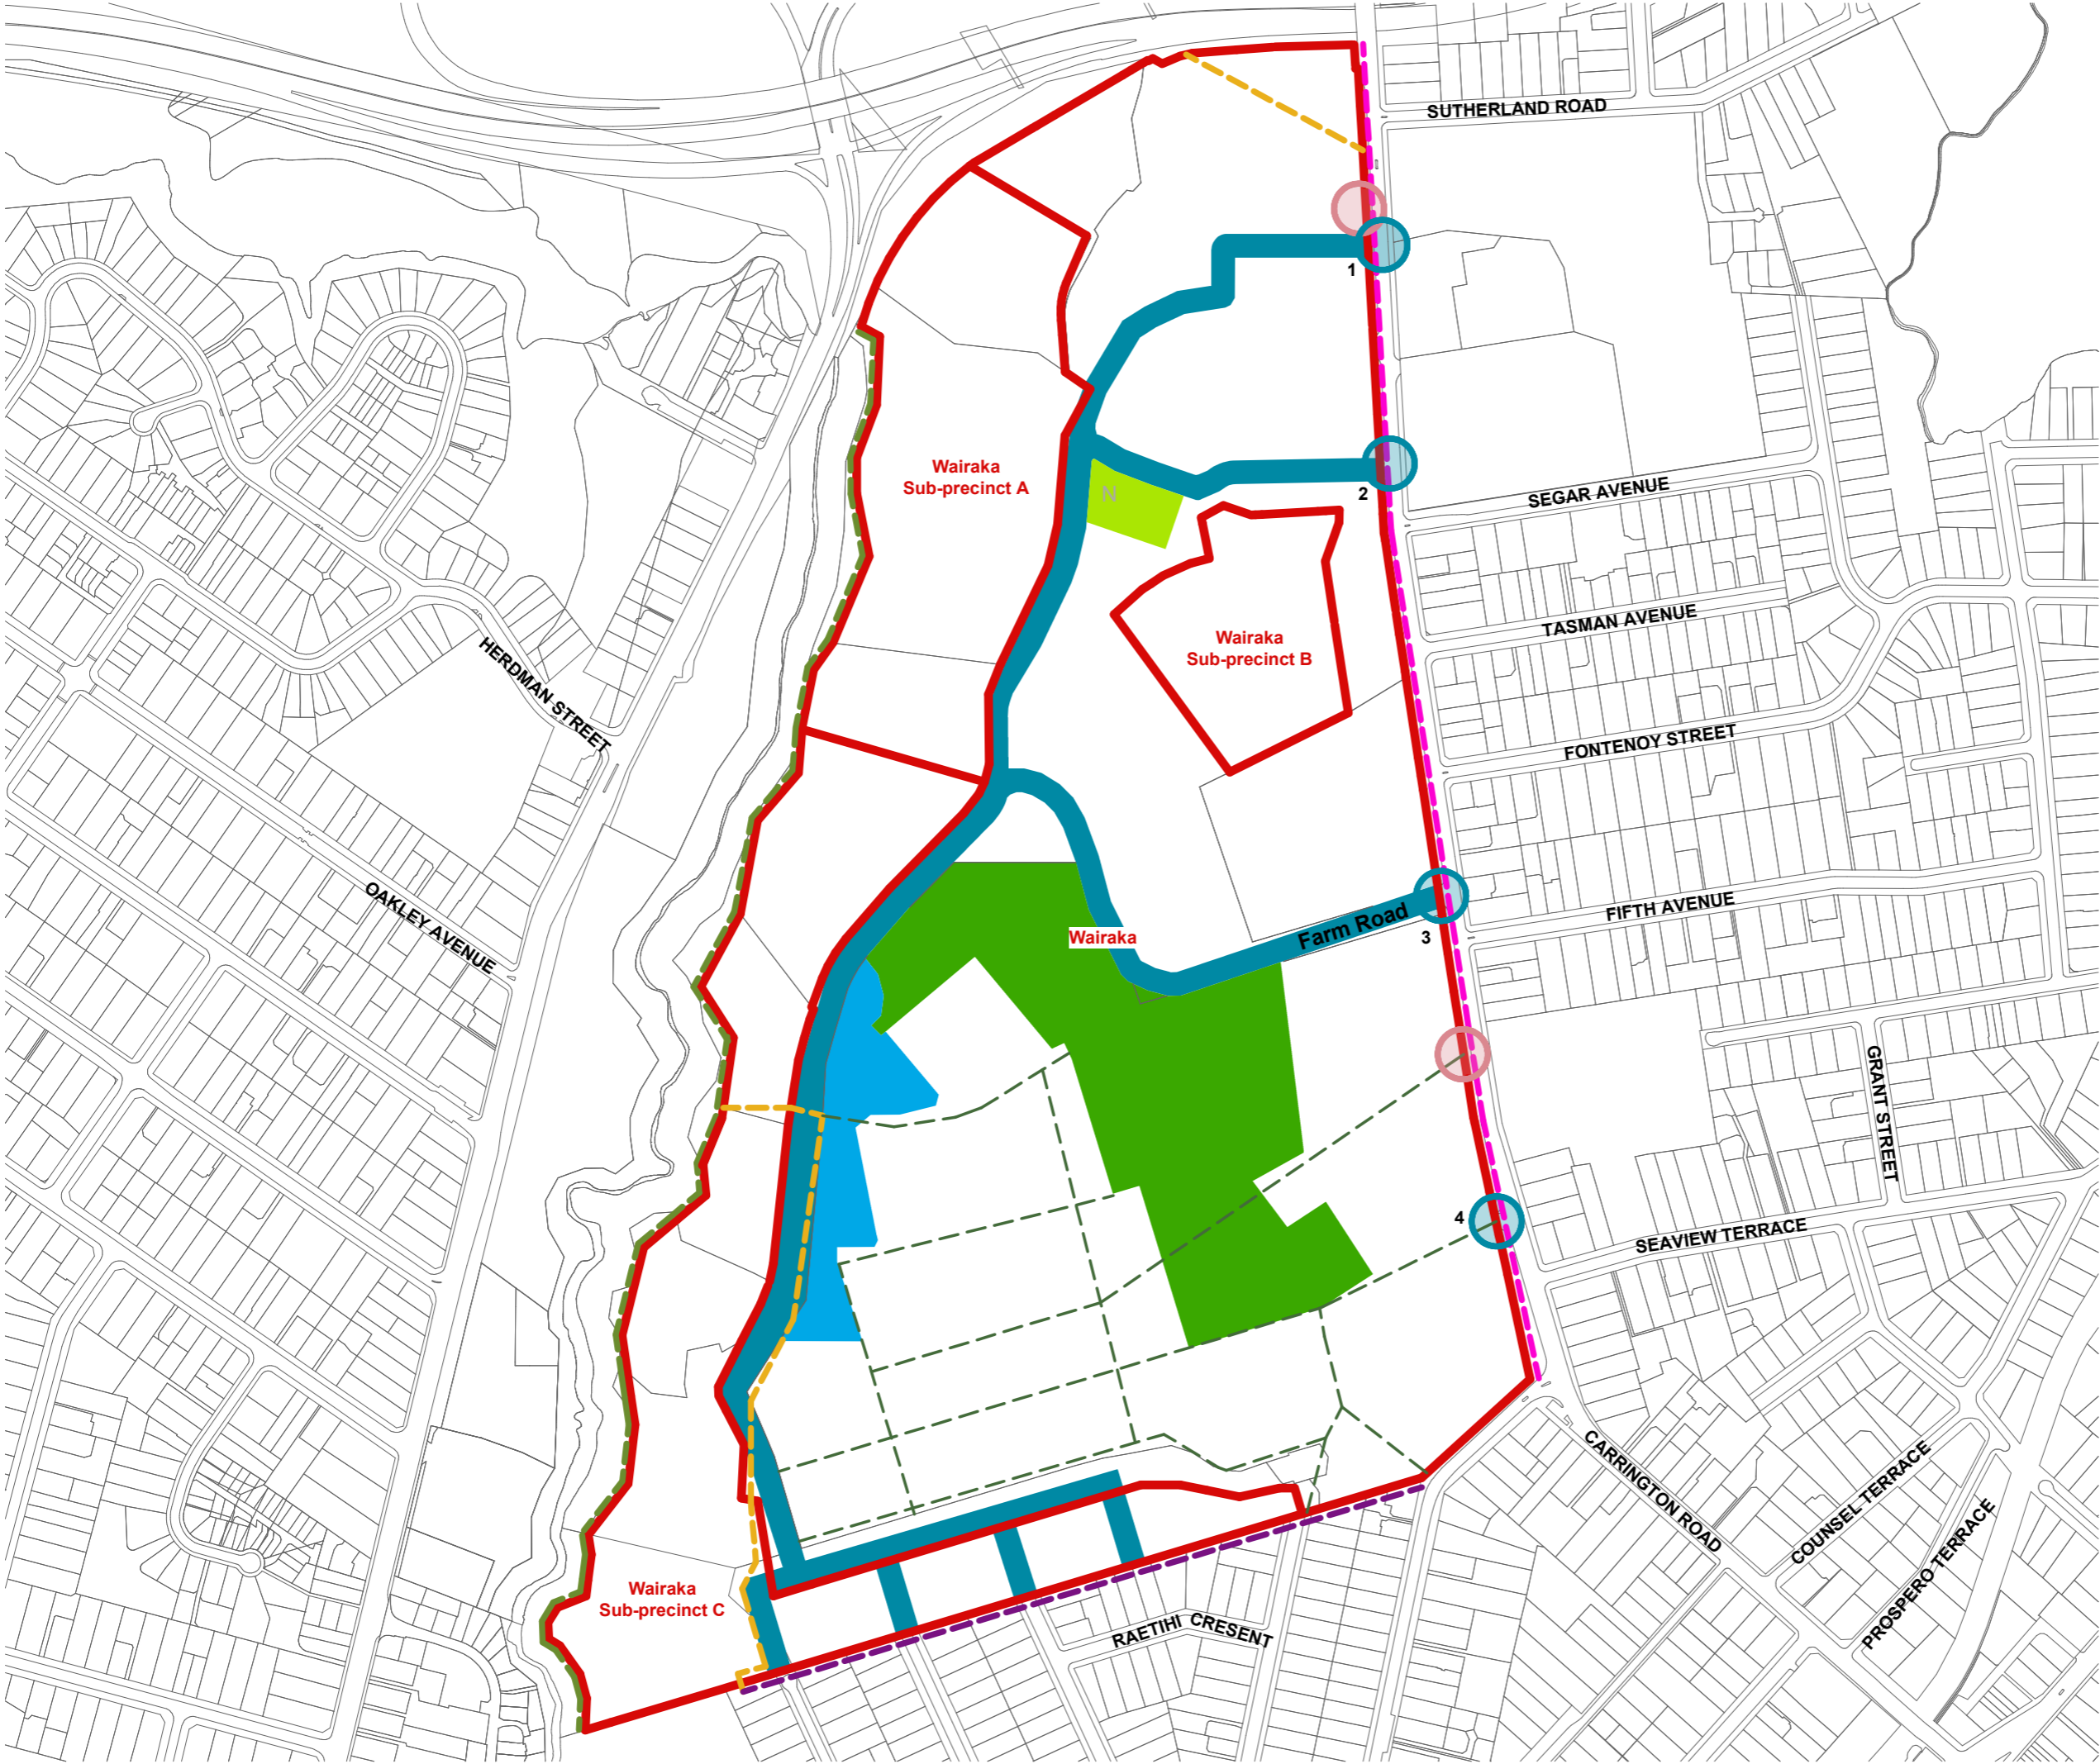 SUTHERLAND ROAD
1
Wairaka
Sub-precinct A
2
N
SEGAR AVENUE
TASMAN AVENUE
Wairaka
Sub-precinct B
HERDMAN STREET
FONTENOY STREET
OAKLEY AVENUE
FIFTH AVENUE
Farm Road
Wairaka
3
GRANT STREET
4
SEAVIEW TERRACE
CARRINGTON ROAD
COUNSEL TERRACE
PROSPERO TERRACE
Wairaka
Sub-precinct C
RAETIHI CRESENT